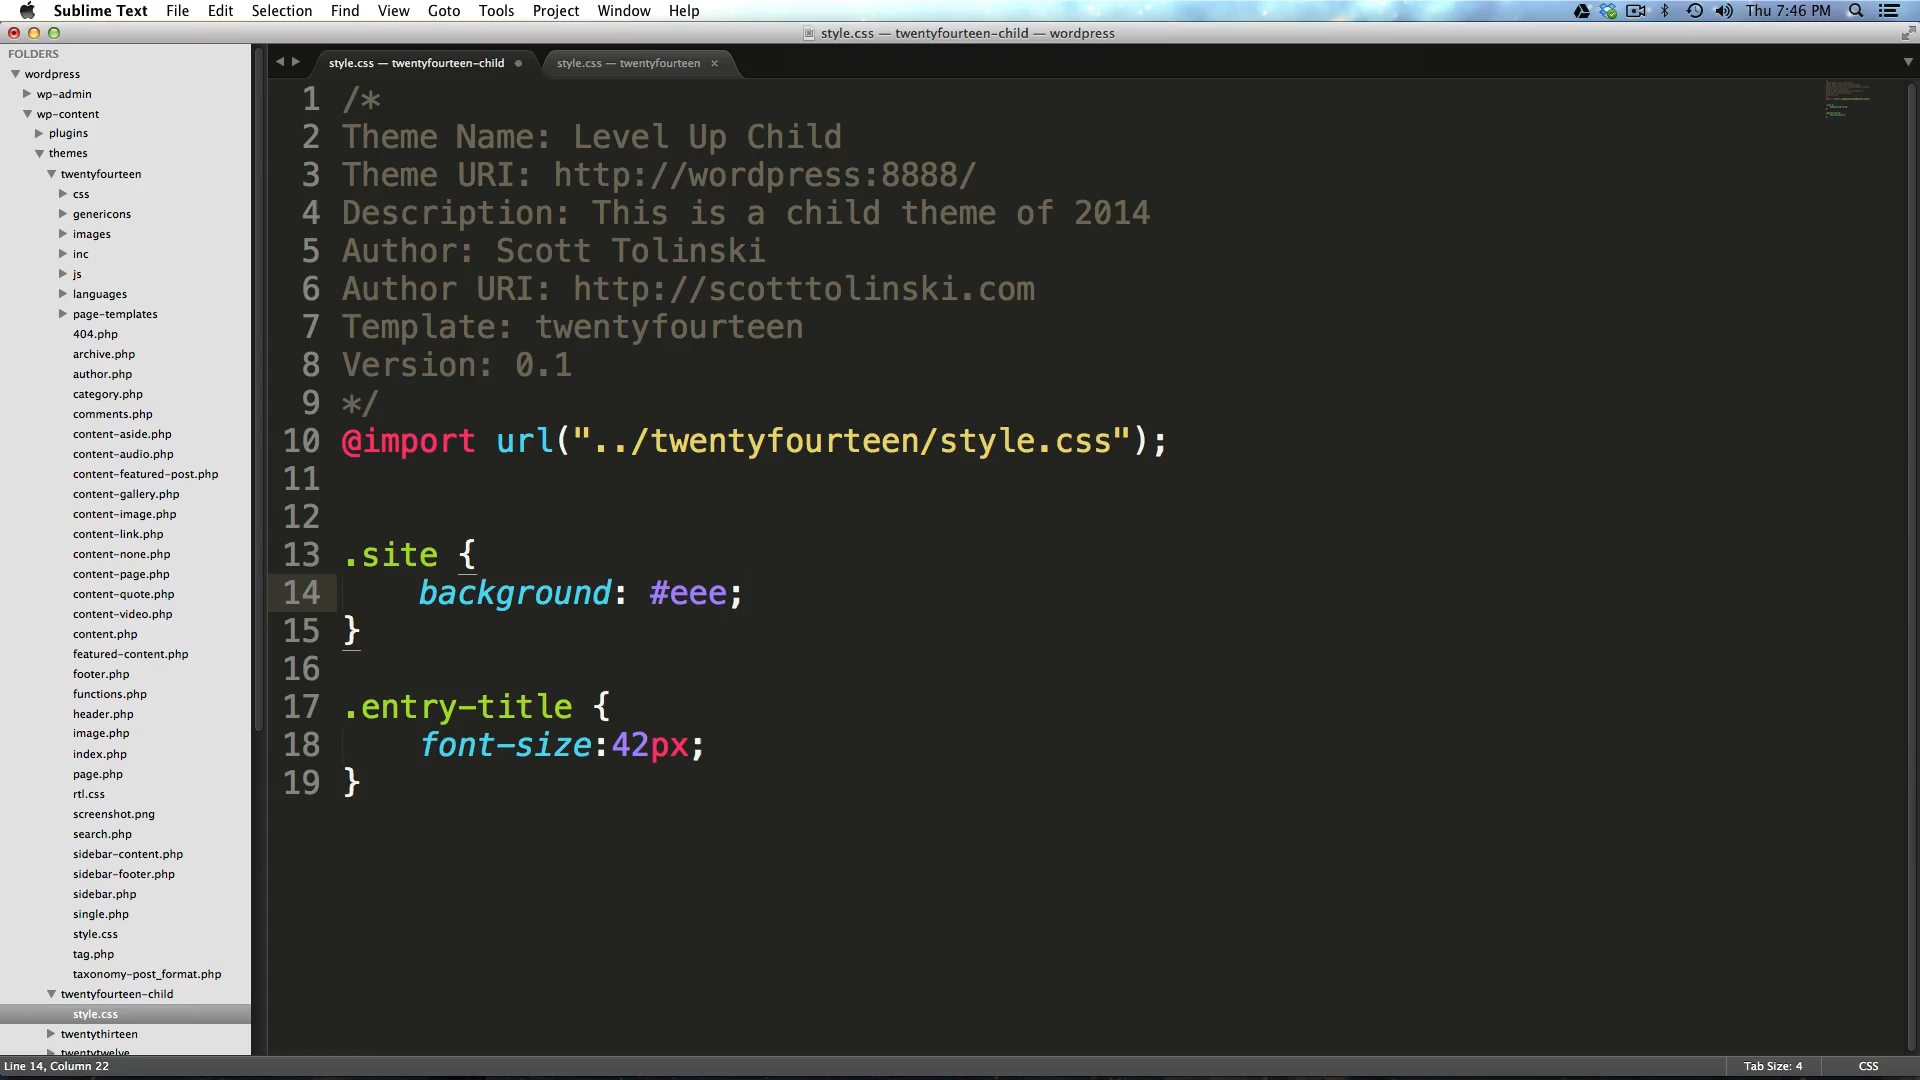 Sublime Text File Edit Selection Find View Goto Tools Project Window Help Thu 7:46 PM
style.css — twentyfourteen-child — wordpress
FOLDERS
wordpress
wp-admin
wp-content
plugins
themes
twentyfourteen
css
genericons
images
inc
js
languages
page-templates
404.php
archive.php
author.php
category.php
comments.php
content-aside.php
content-audio.php
content-featured-post.php
content-gallery.php
content-image.php
content-link.php
content-none.php
content-page.php
content-quote.php
content-video.php
content.php
featured-content.php
footer.php
functions.php
header.php
image.php
index.php
page.php
rtl.css
screenshot.png
search.php
sidebar-content.php
sidebar-footer.php
sidebar.php
single.php
style.css
tag.php
taxonomy-post_format.php
twentyfourteen-child
style.css
twentythirteen
twentytwelve
style.css — twentyfourteen-child style.css — twentyfourteen ×
1 /*
2 Theme Name: Level Up Child
3 Theme URI: http://wordpress:8888/
4 Description: This is a child theme of 2014
5 Author: Scott Tolinski
6 Author URI: http://scotttolinski.com
7 Template: twentyfourteen
8 Version: 0.1
9 */
10 @import url("../twentyfourteen/style.css");
11
12
13 .site {
14 background: #eee;
15 }
16
17 .entry-title {
18 font-size:42px;
19 }
Line 14, Column 22 Tab Size: 4 CSS